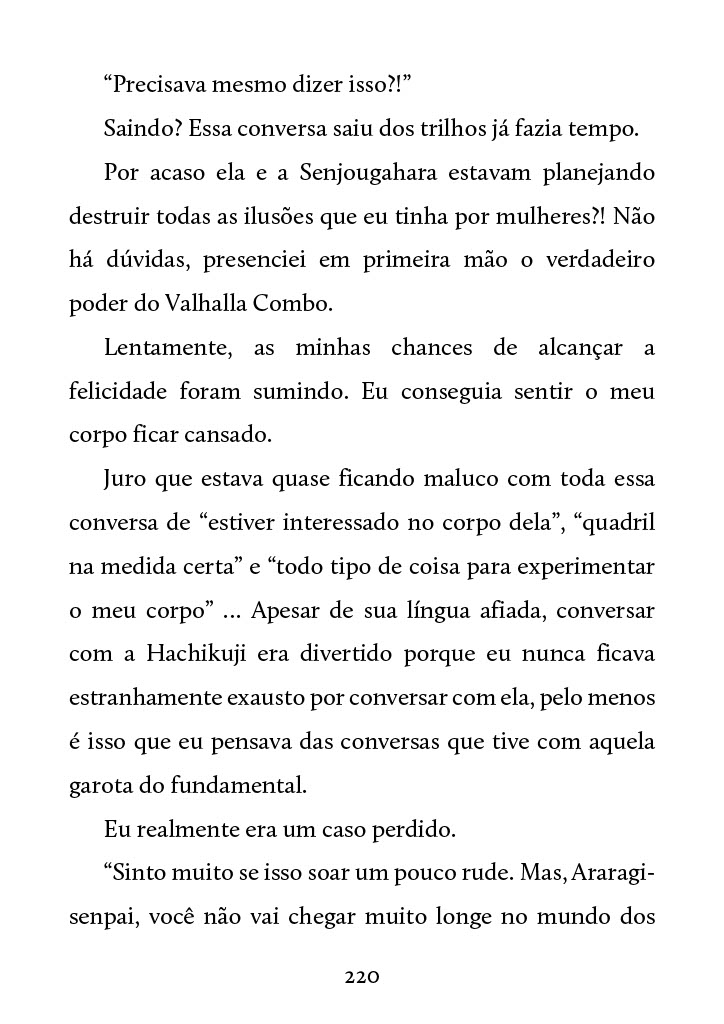 “Precisava mesmo dizer isso?!”
Saindo? Essa conversa saiu dos trilhos já fazia tempo.
Por acaso ela e a Senjougahara estavam planejando
destruir todas as ilusões que eu tinha por mulheres?! Não
há dúvidas, presenciei em primeira mão o verdadeiro
poder do Valhalla Combo.
Lentamente, as minhas chances de alcançar a
felicidade foram sumindo. Eu conseguia sentir o meu
corpo ficar cansado.
Juro que estava quase ficando maluco com toda essa
conversa de “estiver interessado no corpo dela”, “quadril
na medida certa” e “todo tipo de coisa para experimentar
o meu corpo” ... Apesar de sua língua afiada, conversar
com a Hachikuji era divertido porque eu nunca ficava
estranhamente exausto por conversar com ela, pelo menos
é isso que eu pensava das conversas que tive com aquela
garota do fundamental.
Eu realmente era um caso perdido.
“Sinto muito se isso soar um pouco rude. Mas, Araragi-
senpai, você não vai chegar muito longe no mundo dos
220